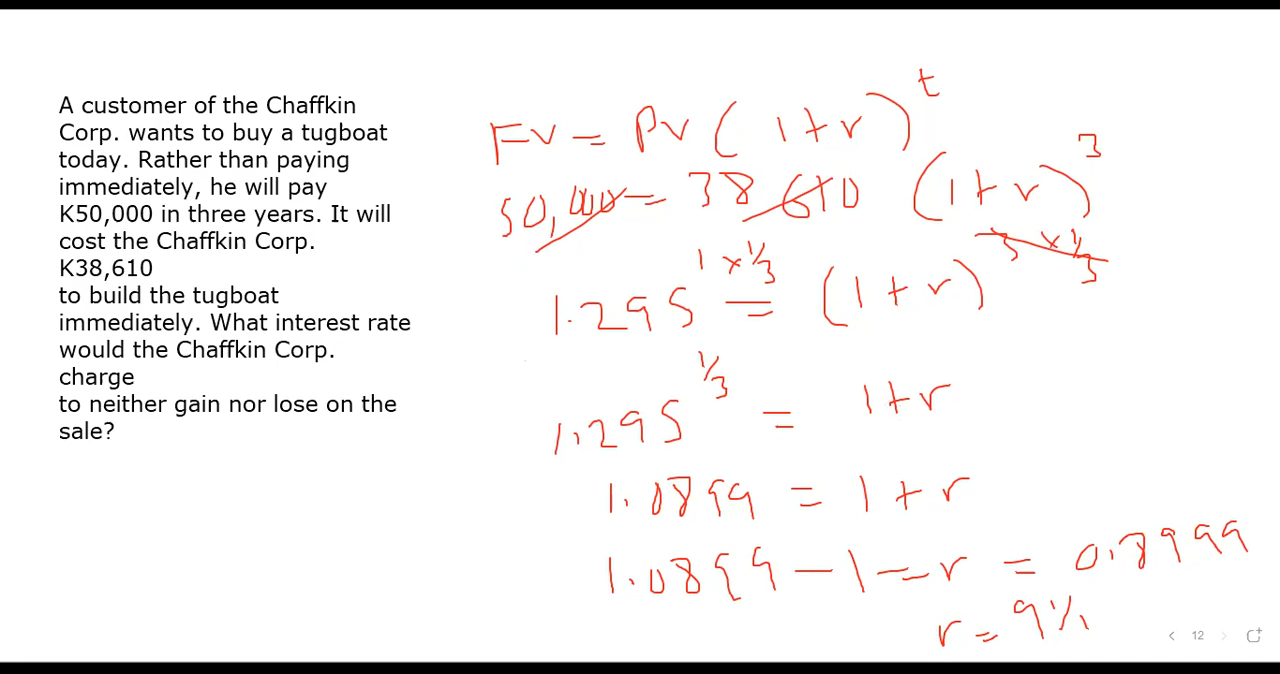 A customer of the Chaffkin
Corp. wants to buy a tugboat
today. Rather than paying
immediately, he will pay
K50,000 in three years. It will
cost the Chaffkin Corp.
K38,610
to build the tugboat
immediately. What interest rate
would the Chaffkin Corp.
charge
to neither gain nor lose on the
sale?
FV = PV ( 1 + r )^t
50,000 = 38 610 ( 1 + r )^3
1.295^1 x 1/3 = ( 1 + r )^3 x 1/3
1.295^1/3 = 1 + r
1.0899 = 1 + r
1.0899 - 1 = r = 0.8999
r = 9%
< 12 >